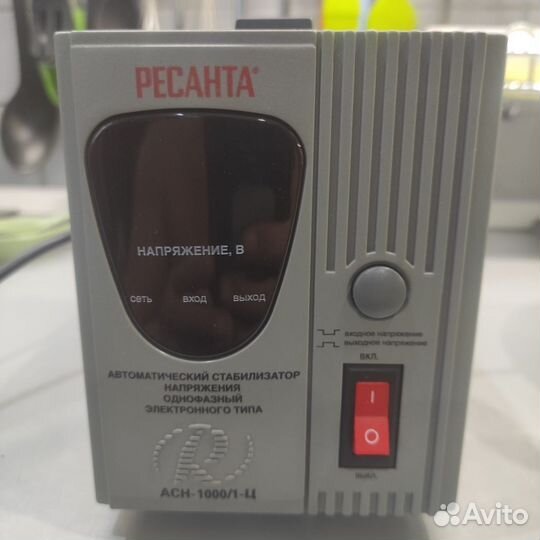 РЕСАНТА®
НАПРЯЖЕНИЕ, В
СЕТЬ ВХОД ВЫХОД
входное напряжение
выходное напряжение
ВКЛ.
АВТОМАТИЧЕСКИЙ СТАБИЛИЗАТОР
НАПРЯЖЕНИЯ
ОДНОФАЗНЫЙ
ЭЛЕКТРОННОГО ТИПА
I
O
R
АСН-1000/1-Ц
ВЫКЛ.
Avito